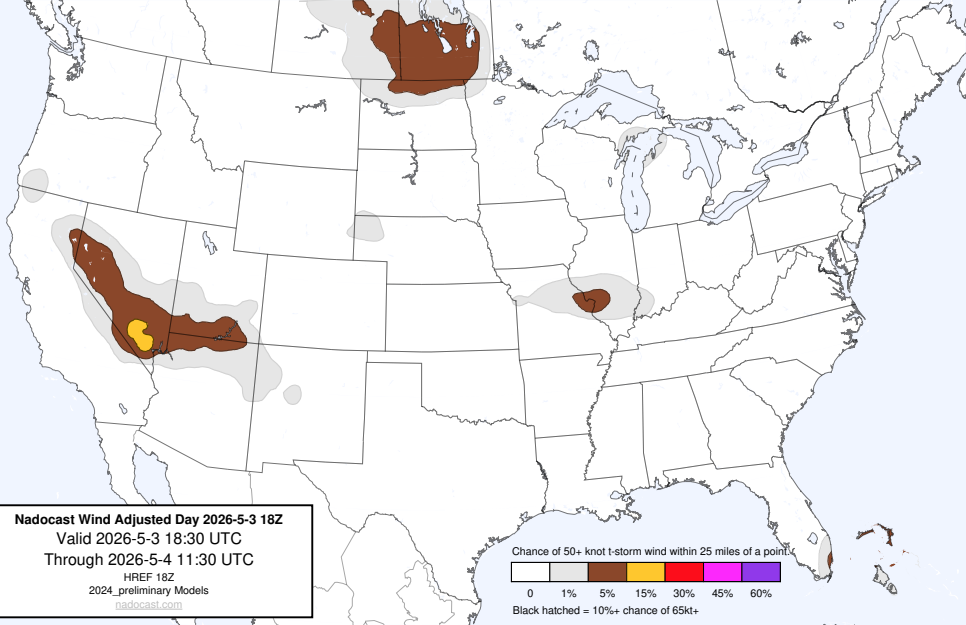 Nadocast Wind Adjusted Day 2026-5-3 18Z
Valid 2026-5-3 18:30 UTC
Through 2026-5-4 11:30 UTC
HREF 18Z
2024_preliminary Models
nadocast.com
Chance of 50+ knot t-storm wind within 25 miles of a point.
0 1% 5% 15% 30% 45% 60%
Black hatched = 10%+ chance of 65kt+